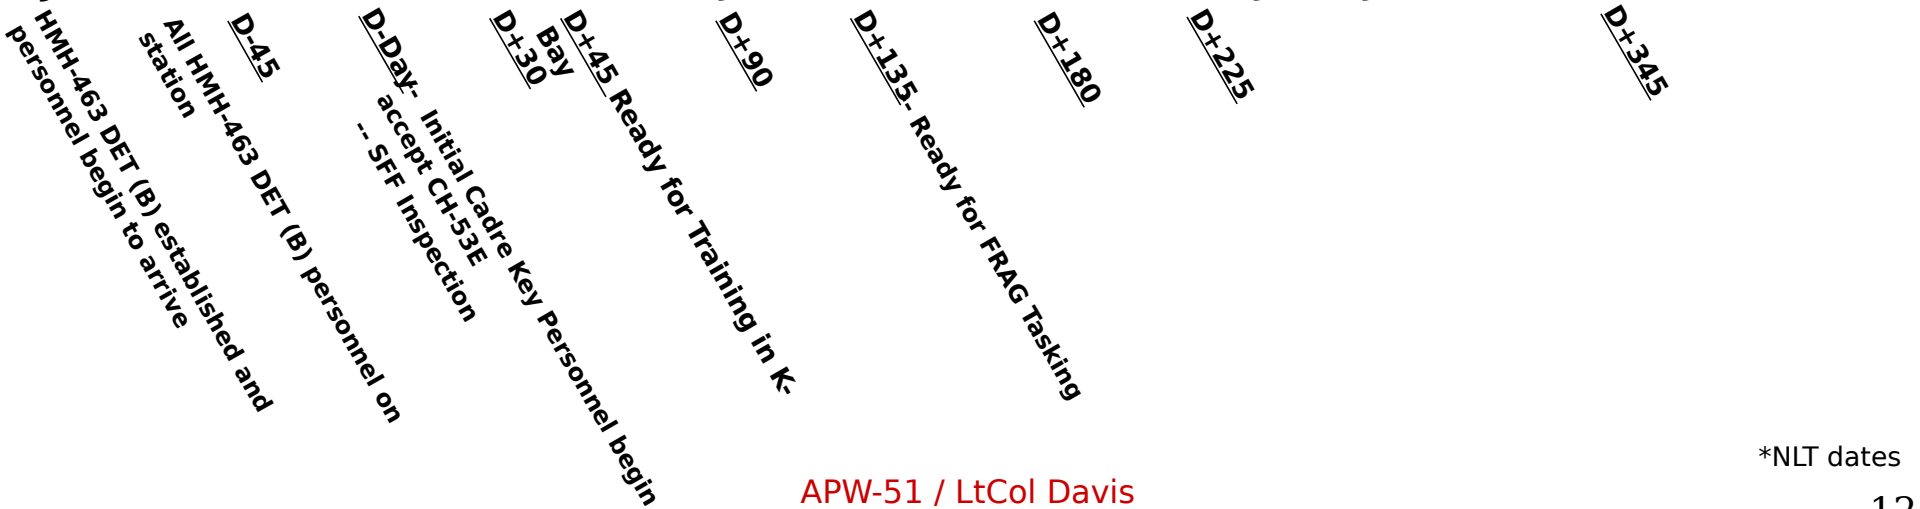 HMH-463 DET (B) established and
personnel begin to arrive
All HMH-463 DET (B) personnel on
station
D-45
D-Day- Initial Cadre Key Personnel begin
accept CH-53E
-- SFF Inspection
D+30
D+45 Ready for Training in K-
Bay
D+90
D+135- Ready for FRAG Tasking
D+180
D+225
D+345
*NLT dates
APW-51 / LtCol Davis
12